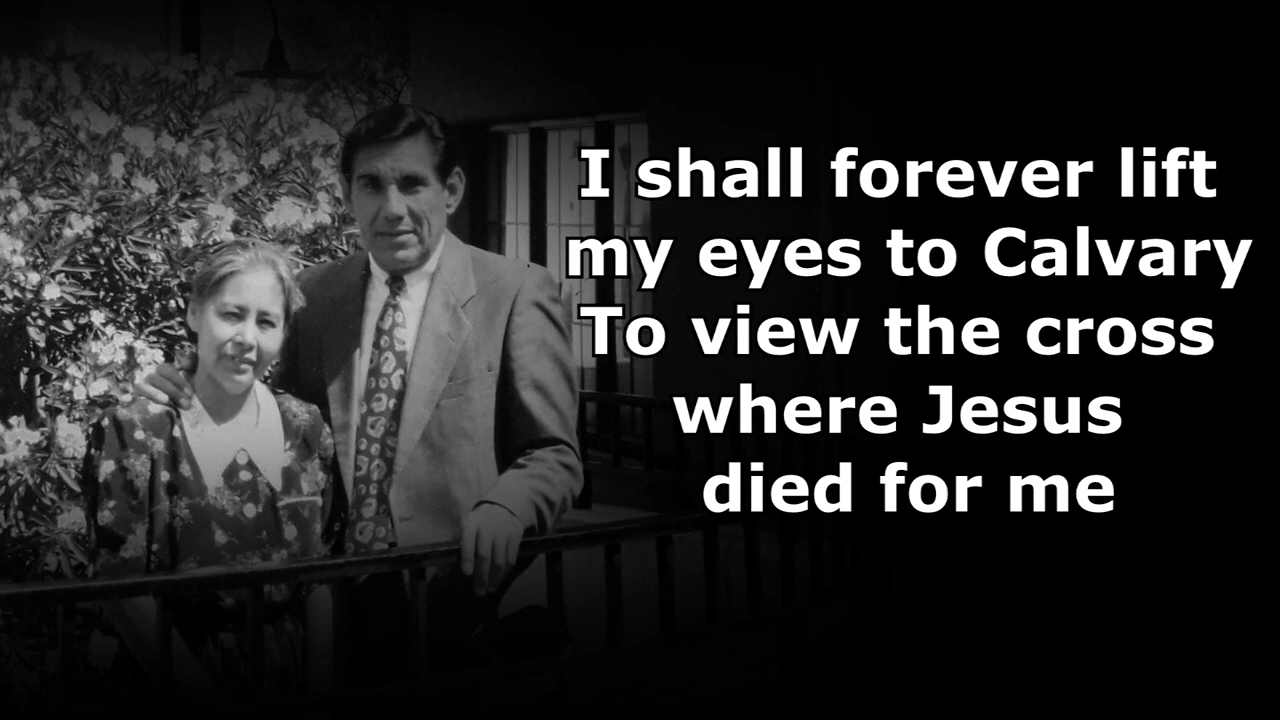 I shall forever lift
my eyes to Calvary
To view the cross
where Jesus
died for me